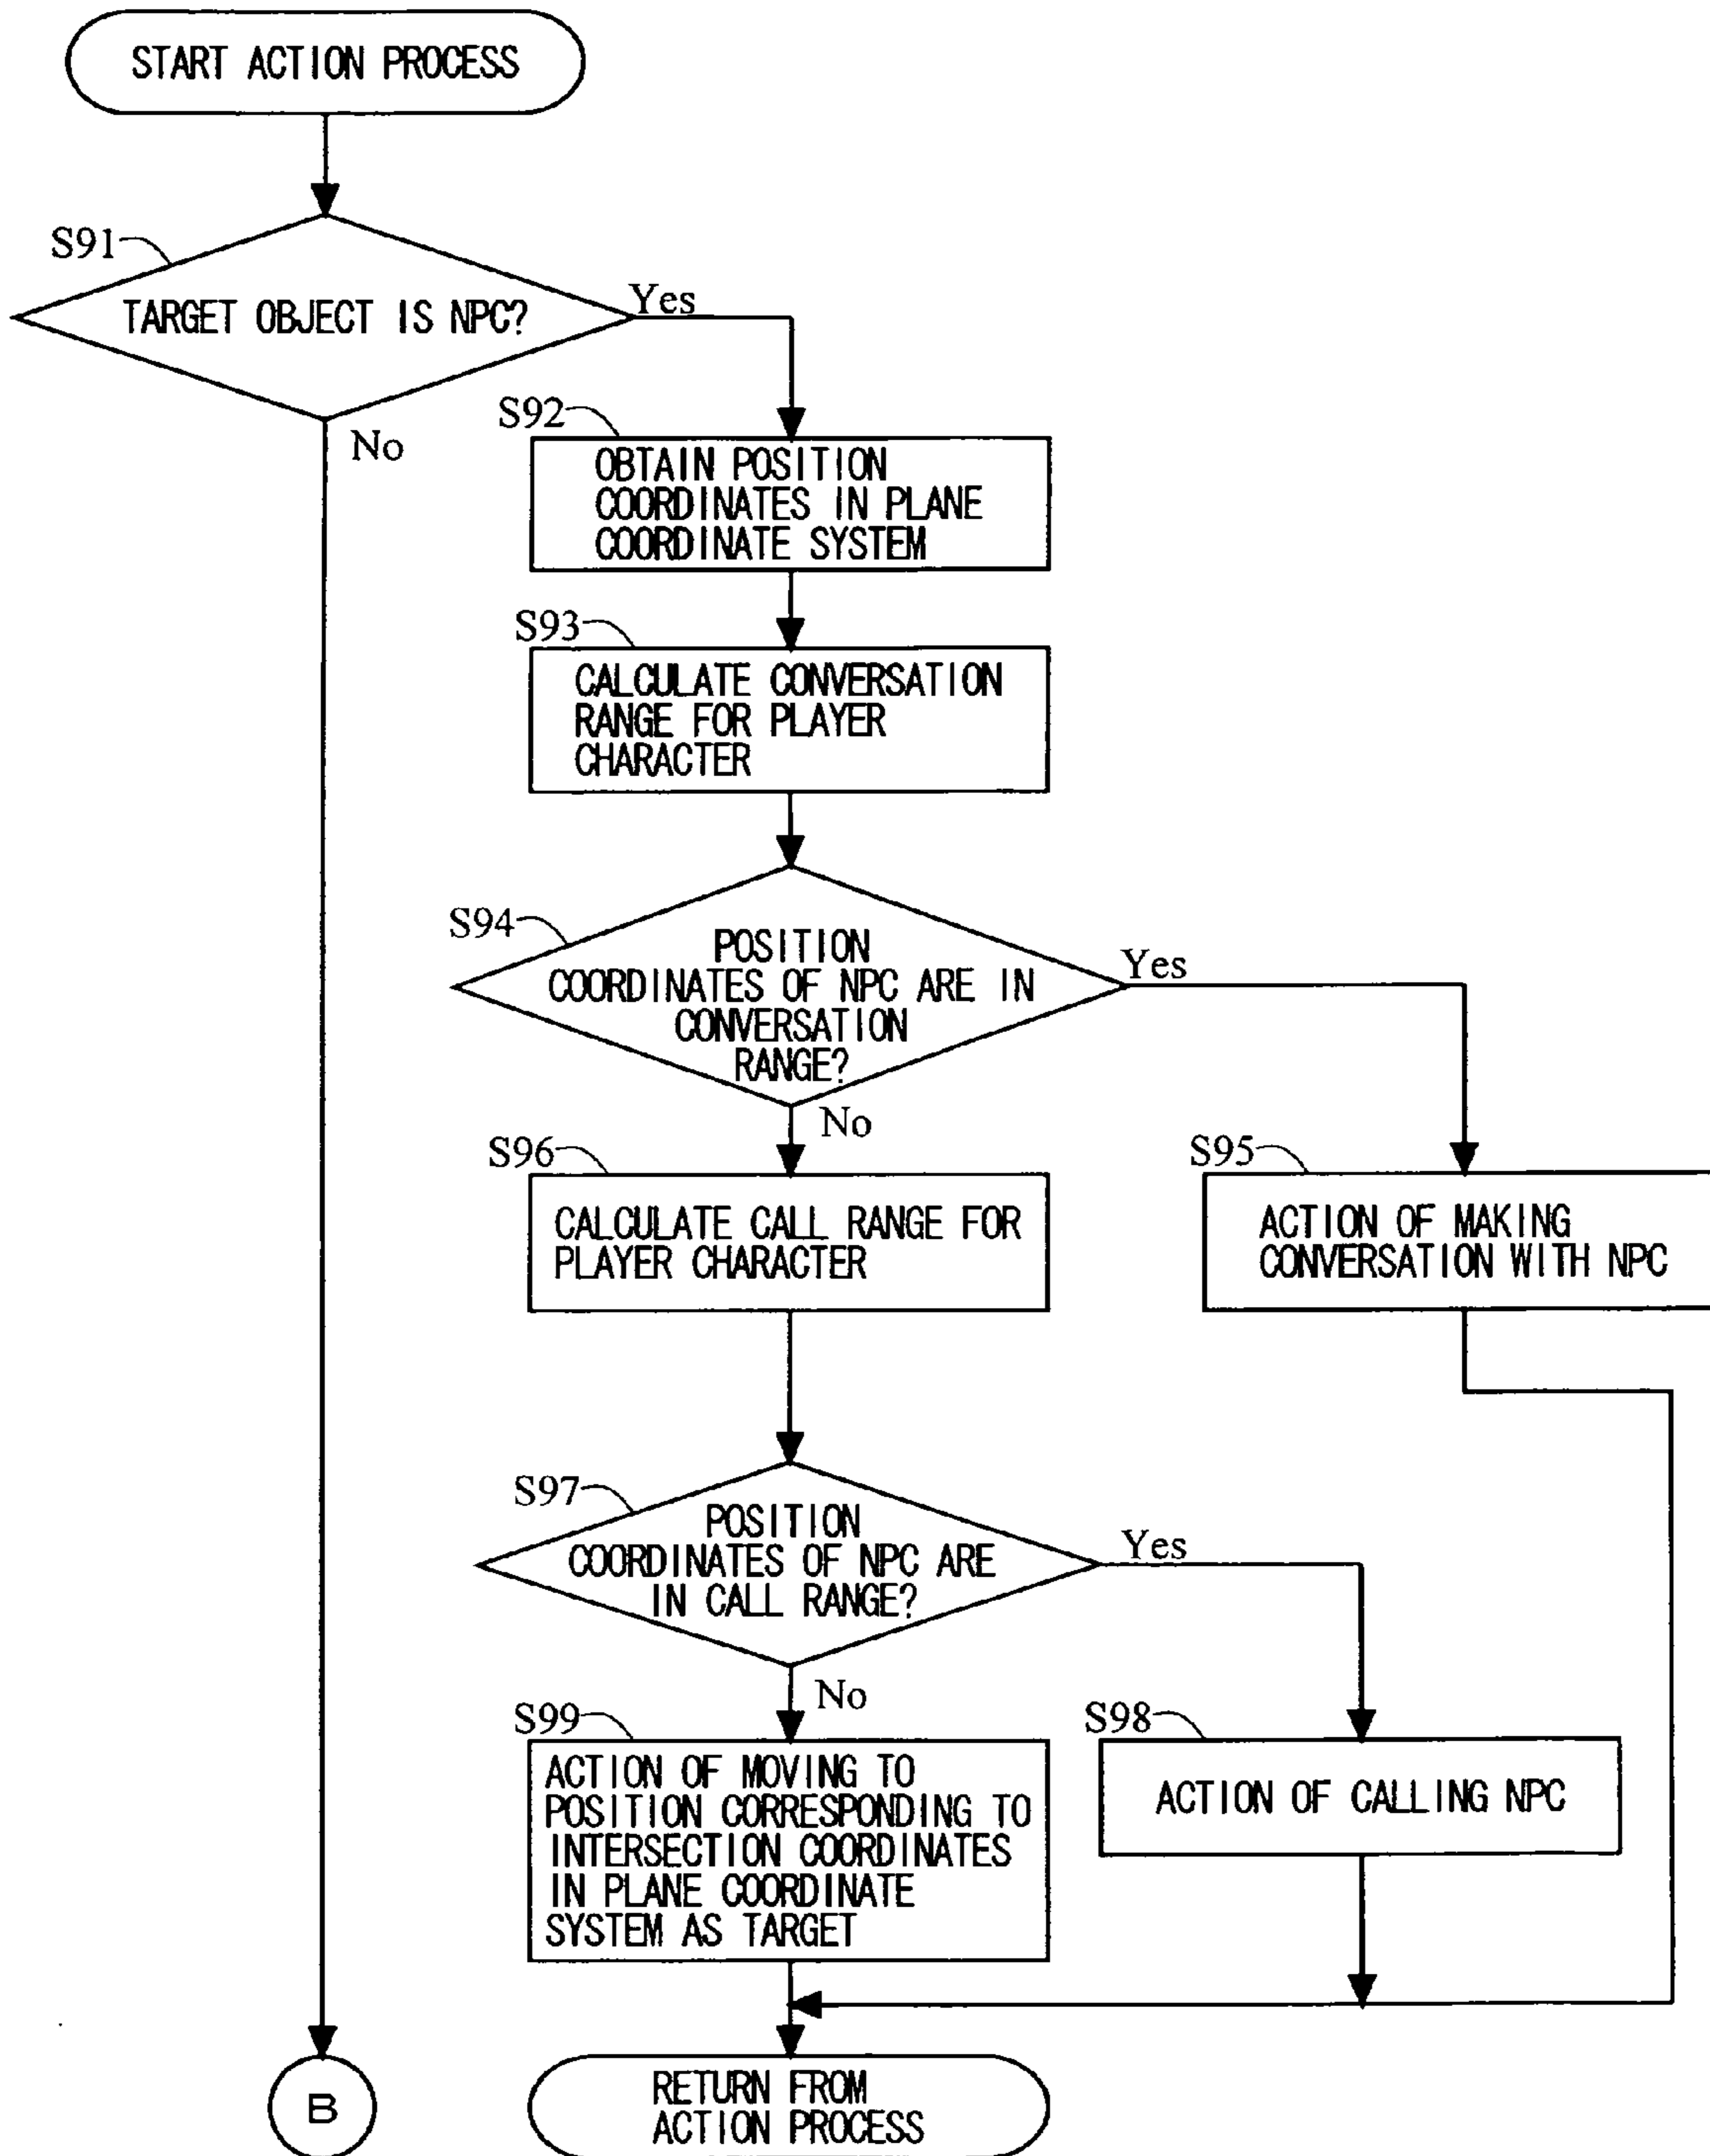 START ACTION PROCESS
S91
TARGET OBJECT IS NPC?
Yes
No
S92
OBTAIN POSITION
COORDINATES IN PLANE
COORDINATE SYSTEM
S93
CALCULATE CONVERSATION
RANGE FOR PLAYER
CHARACTER
S94
POSITION
COORDINATES OF NPC ARE IN
CONVERSATION
RANGE?
Yes
No
S96
CALCULATE CALL RANGE FOR
PLAYER CHARACTER
S95
ACTION OF MAKING
CONVERSATION WITH NPC
S97
POSITION
COORDINATES OF NPC ARE
IN CALL RANGE?
Yes
No
S99
ACTION OF MOVING TO
POSITION CORRESPONDING TO
INTERSECTION COORDINATES
IN PLANE COORDINATE
SYSTEM AS TARGET
S98
ACTION OF CALLING NPC
B
RETURN FROM
ACTION PROCESS